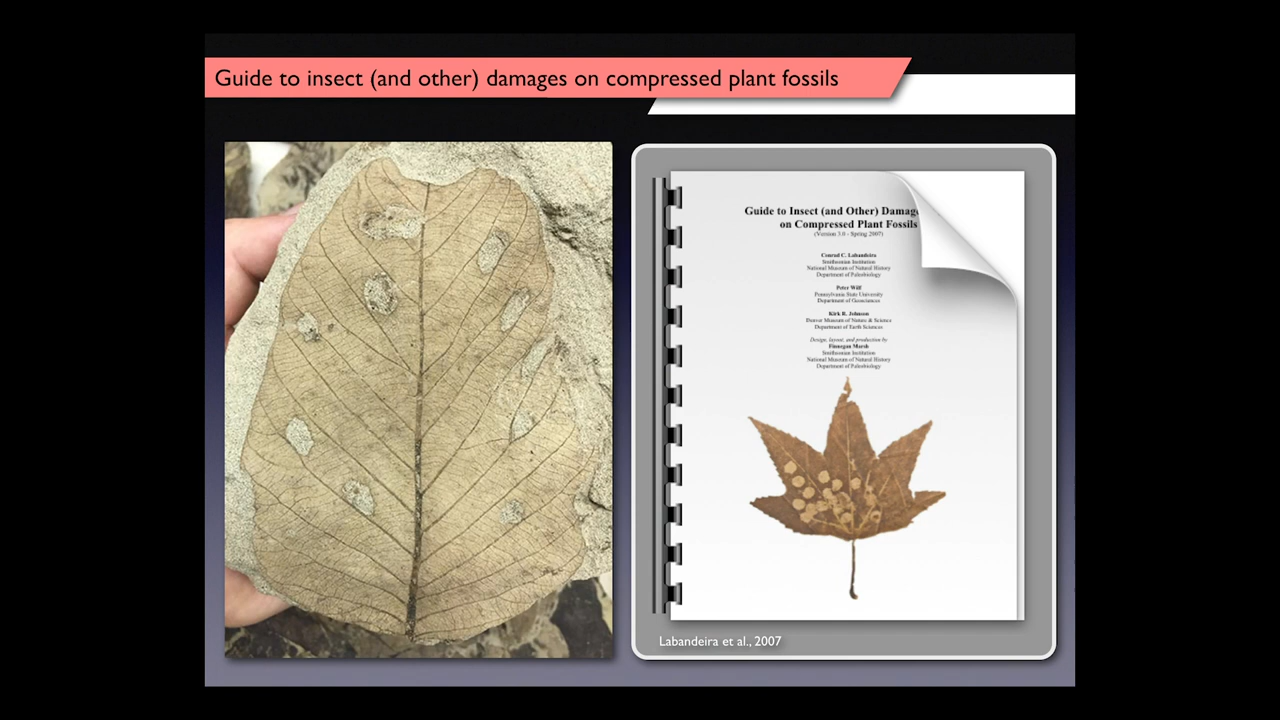 Guide to insect (and other) damages on compressed plant fossils
Guide to Insect (and Other) Damag
on Compressed Plant Fossils
(Version 3.0 - Spring 2007)
Conrad C. Labandeira
Smithsonian Institution
National Museum of Natural History
Department of Paleobiology
Peter Wilf
Pennsylvania State University
Department of Geosciences
Kirk R. Johnson
Denver Museum of Nature & Science
Department of Earth Sciences
Design, layout, and production by
Finnegan Marsh
Smithsonian Institution
National Museum of Natural History
Department of Paleobiology
Labandeira et al., 2007